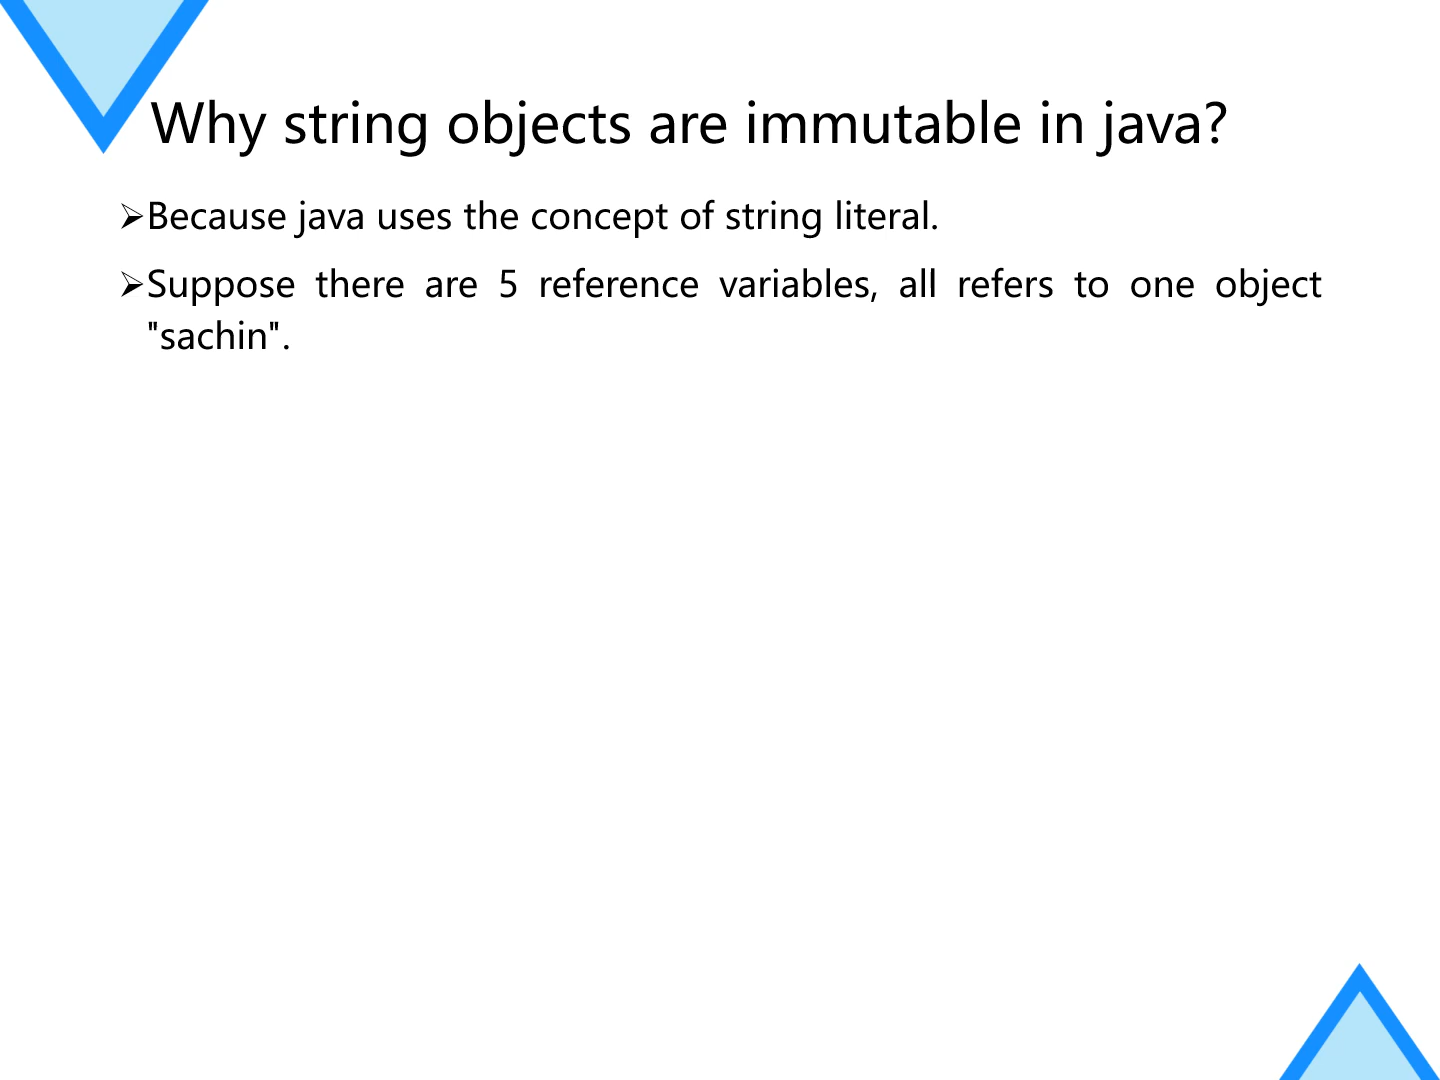 Why string objects are immutable in java?
➢Because java uses the concept of string literal.
➢Suppose there are 5 reference variables, all refers to one object
"sachin".